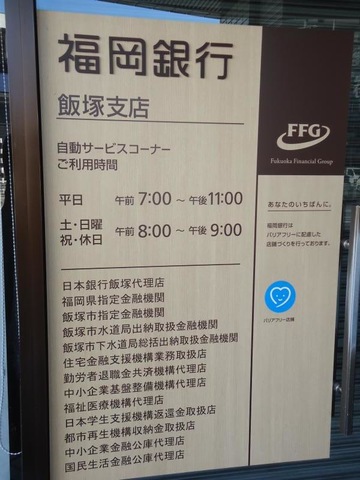 福岡銀行
飯塚支店
自動サービスコーナー
ご利用時間
平日 午前 7:00 ～ 午後 11:00
土・日曜
祝・休日 午前 8:00 ～ 午後 9:00
日本銀行飯塚代理店
福岡県指定金融機関
飯塚市指定金融機関
飯塚市水道局出納取扱金融機関
飯塚市下水道局総括出納取扱金融機関
住宅金融支援機構業務取扱店
勤労者退職金共済機構代理店
中小企業基盤整備機構代理店
福祉医療機構代理店
日本学生支援機構返還金取扱店
都市再生機構収納金取扱店
中小企業金融公庫代理店
国民生活金融公庫代理店
FFG
Fukuoka Financial Group
あなたのいちばんに。
福岡銀行は
バリアフリーに配慮した
店舗づくりを行っております。
バリアフリー店舗